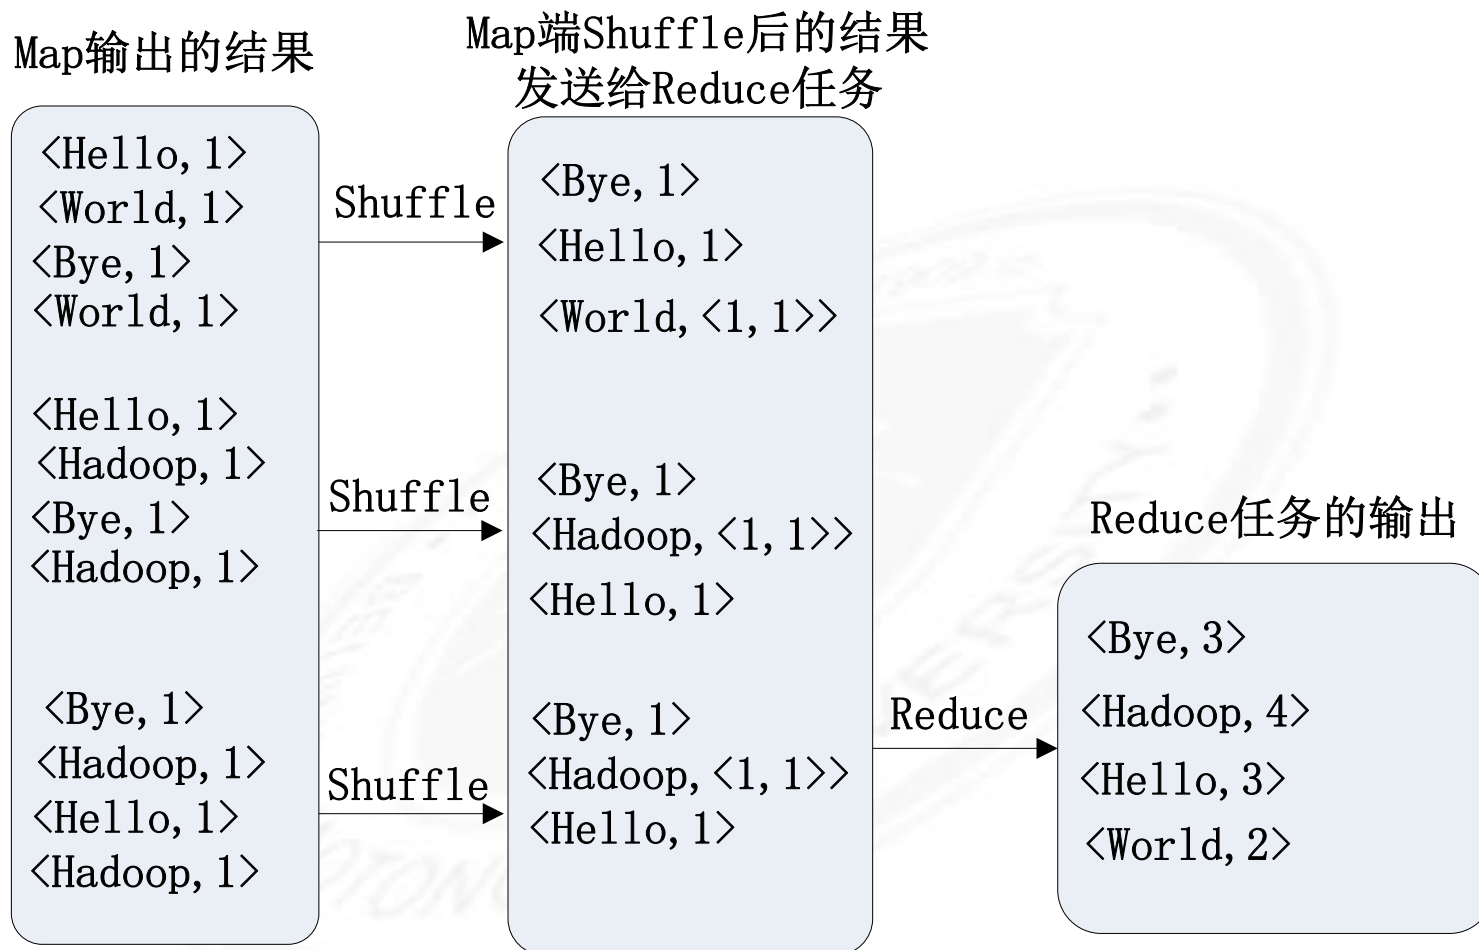 Map输出的结果
<Hello,1>
<World,1>
<Bye,1>
<World,1>
<Hello,1>
<Hadoop,1>
<Bye,1>
<Hadoop,1>
<Bye,1>
<Hadoop,1>
<Hello,1>
<Hadoop,1>
Shuffle
Shuffle
Shuffle
Map端Shuffle后的结果
发送给Reduce任务
<Bye,1>
<Hello,1>
<World,<1,1>>
<Bye,1>
<Hadoop,<1,1>>
<Hello,1>
<Bye,1>
<Hadoop,<1,1>>
<Hello,1>
Reduce
Reduce任务的输出
<Bye,3>
<Hadoop,4>
<Hello,3>
<World,2>